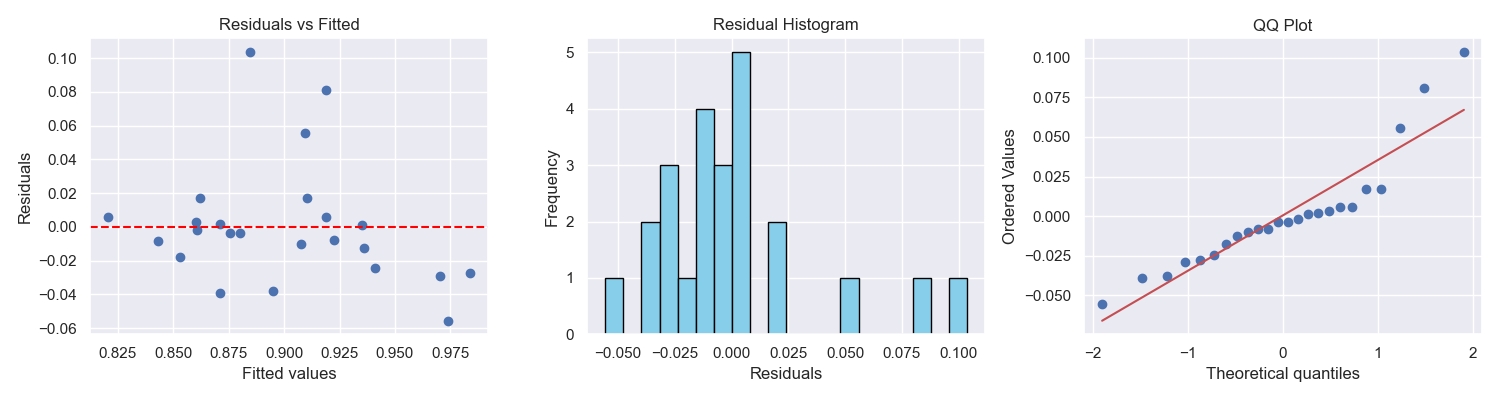 Residuals vs Fitted
0.10
0.08
0.06
0.04
0.02
0.00
−0.02
−0.04
−0.06
Residuals
0.825 0.850 0.875 0.900 0.925 0.950 0.975
Fitted values
Residual Histogram
5
4
3
2
1
0
Frequency
−0.050 −0.025 0.000 0.025 0.050 0.075 0.100
Residuals
QQ Plot
0.100
0.075
0.050
0.025
0.000
−0.025
−0.050
Ordered Values
−2 −1 0 1 2
Theoretical quantiles